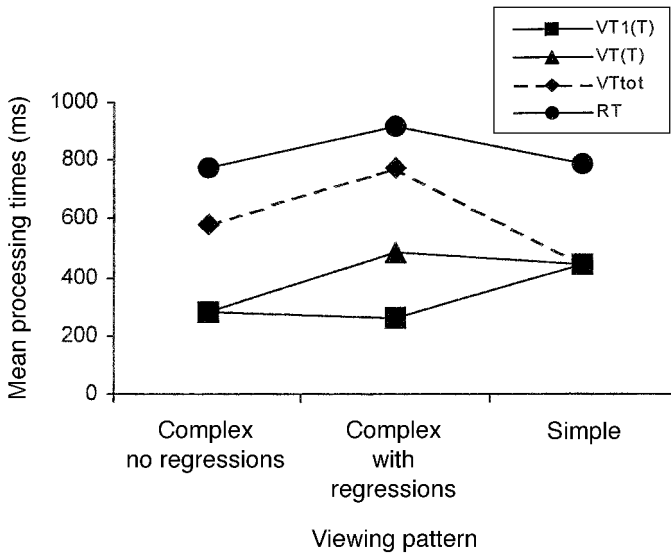 VT1(T)
VT(T)
VTtot
RT
Mean processing times (ms)
1000
800
600
400
200
0
Complex
no regressions
Complex
with
regressions
Simple
Viewing pattern